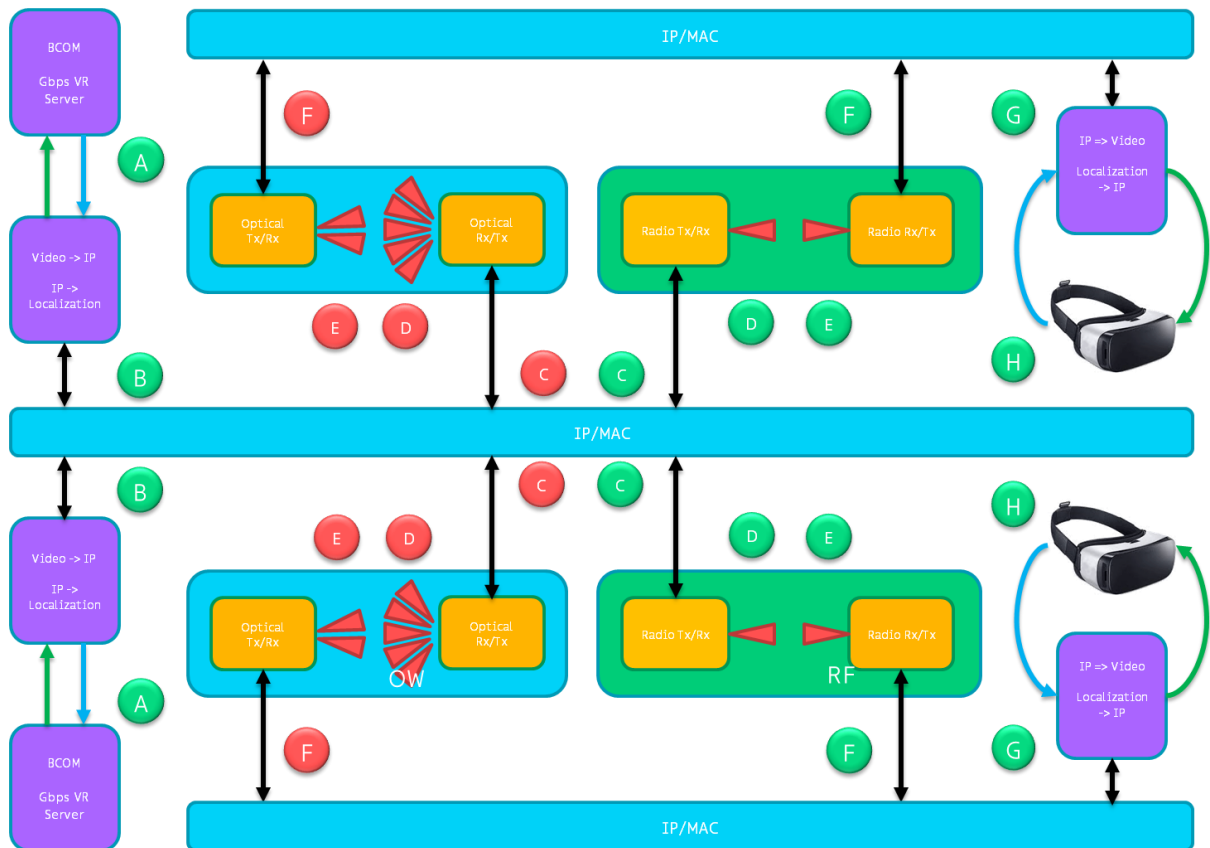 BCOM
Gbps VR
Server
IP/MAC
A
F
F
G
IP => Video
Localization
-> IP
Optical
Tx/Rx
Optical
Rx/Tx
Radio Tx/Rx
Radio Rx/Tx
Video -> IP
IP ->
Localization
E
D
D
E
H
B
C
C
IP/MAC
B
C
C
H
E
D
D
E
Video -> IP
IP ->
Localization
Optical
Tx/Rx
Optical
Rx/Tx
OW
Radio Tx/Rx
Radio Rx/Tx
RF
IP => Video
Localization
-> IP
A
F
F
G
BCOM
Gbps VR
Server
IP/MAC